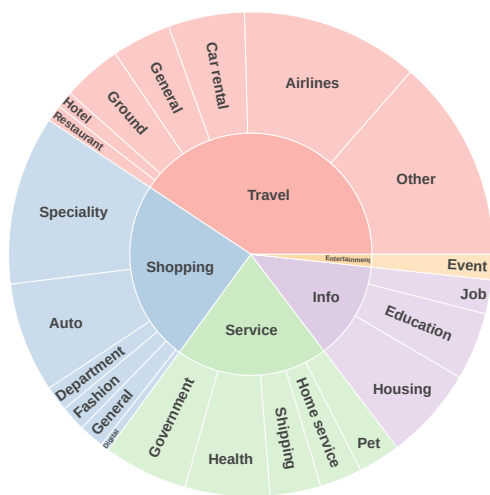 Car rental
General
Airlines
Ground
Hotel
Restaurant
Other
Travel
Speciality
Shopping
Entertainment
Event
Info
Job
Auto
Education
Service
Department
Fashion
General
Digital
Housing
Government
Health
Shipping
Home service
Pet